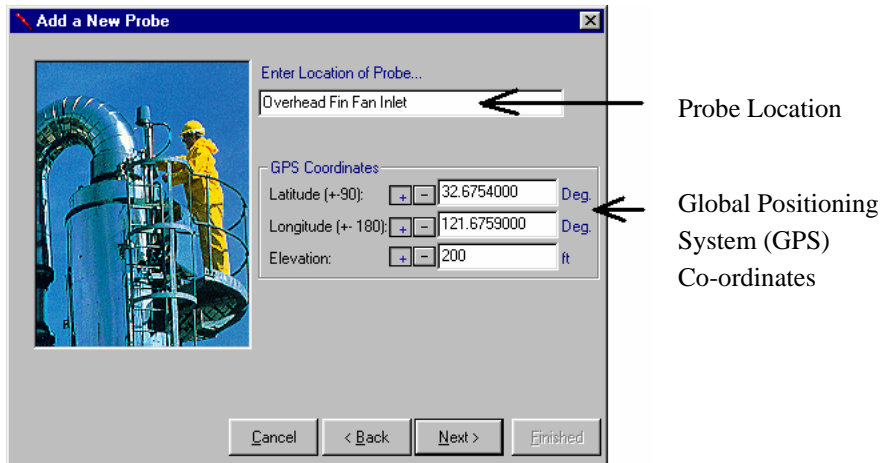 Add a New Probe
Enter Location of Probe...
Overhead Fin Fan Inlet
Probe Location
GPS Coordinates
Latitude (+-90): + - 32.6754000 Deg.
Longitude (+- 180): + - 121.6759000 Deg.
Elevation: + - 200 ft
Global Positioning
System (GPS)
Co-ordinates
Cancel
< Back
Next >
Finished